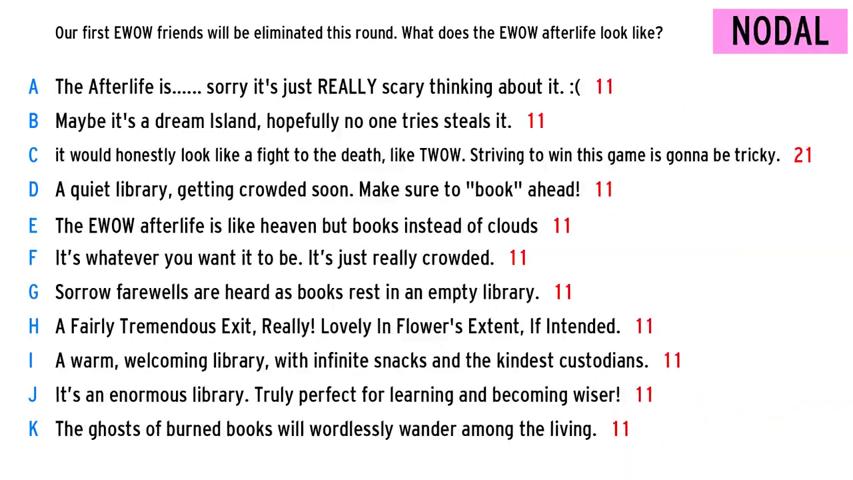 Our first EWOW friends will be eliminated this round. What does the EWOW afterlife look like?
NODAL
A The Afterlife is...... sorry it's just REALLY scary thinking about it. :( 11
B Maybe it's a dream Island, hopefully no one tries steals it. 11
C it would honestly look like a fight to the death, like TWOW. Striving to win this game is gonna be tricky. 21
D A quiet library, getting crowded soon. Make sure to "book" ahead! 11
E The EWOW afterlife is like heaven but books instead of clouds 11
F It’s whatever you want it to be. It’s just really crowded. 11
G Sorrow farewells are heard as books rest in an empty library. 11
H A Fairly Tremendous Exit, Really! Lovely In Flower's Extent, If Intended. 11
I A warm, welcoming library, with infinite snacks and the kindest custodians. 11
J It’s an enormous library. Truly perfect for learning and becoming wiser! 11
K The ghosts of burned books will wordlessly wander among the living. 11